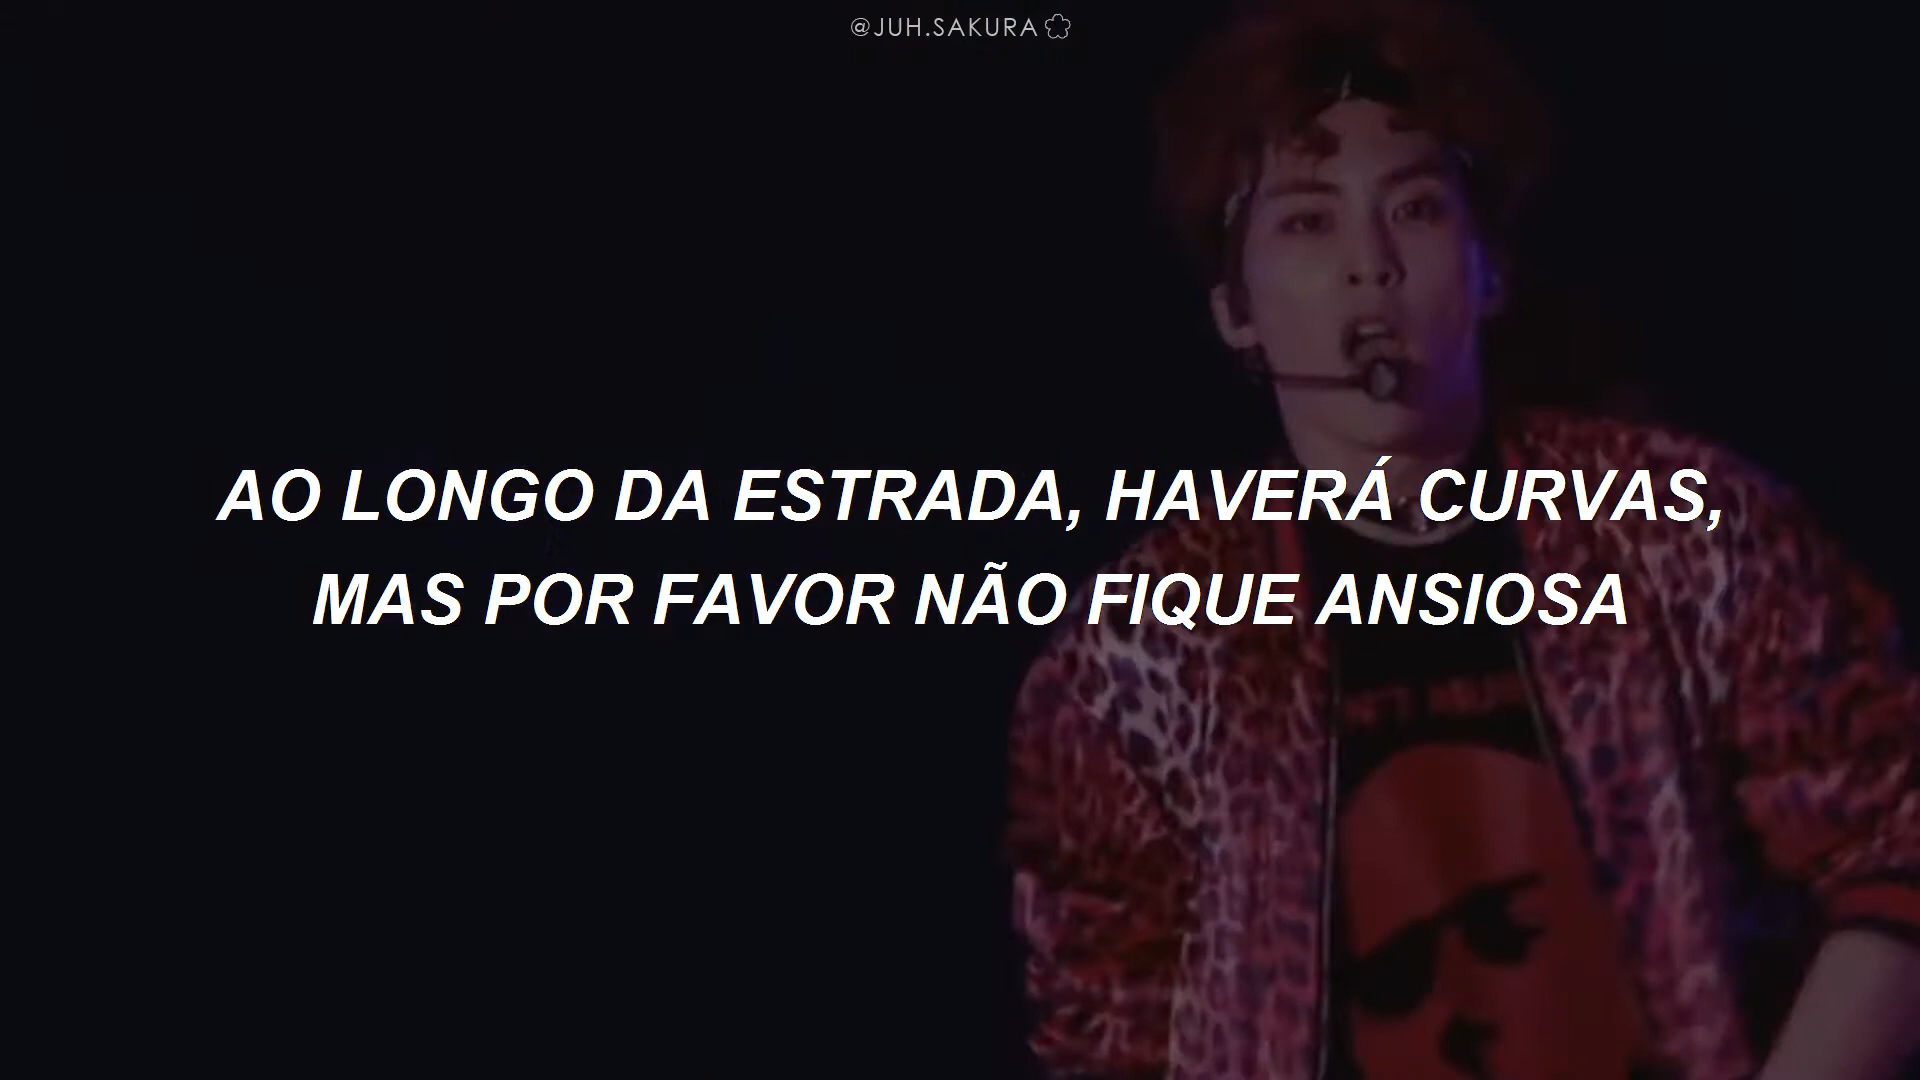 @JUH.SAKURA
AO LONGO DA ESTRADA, HAVERÁ CURVAS,
MAS POR FAVOR NÃO FIQUE ANSIOSA